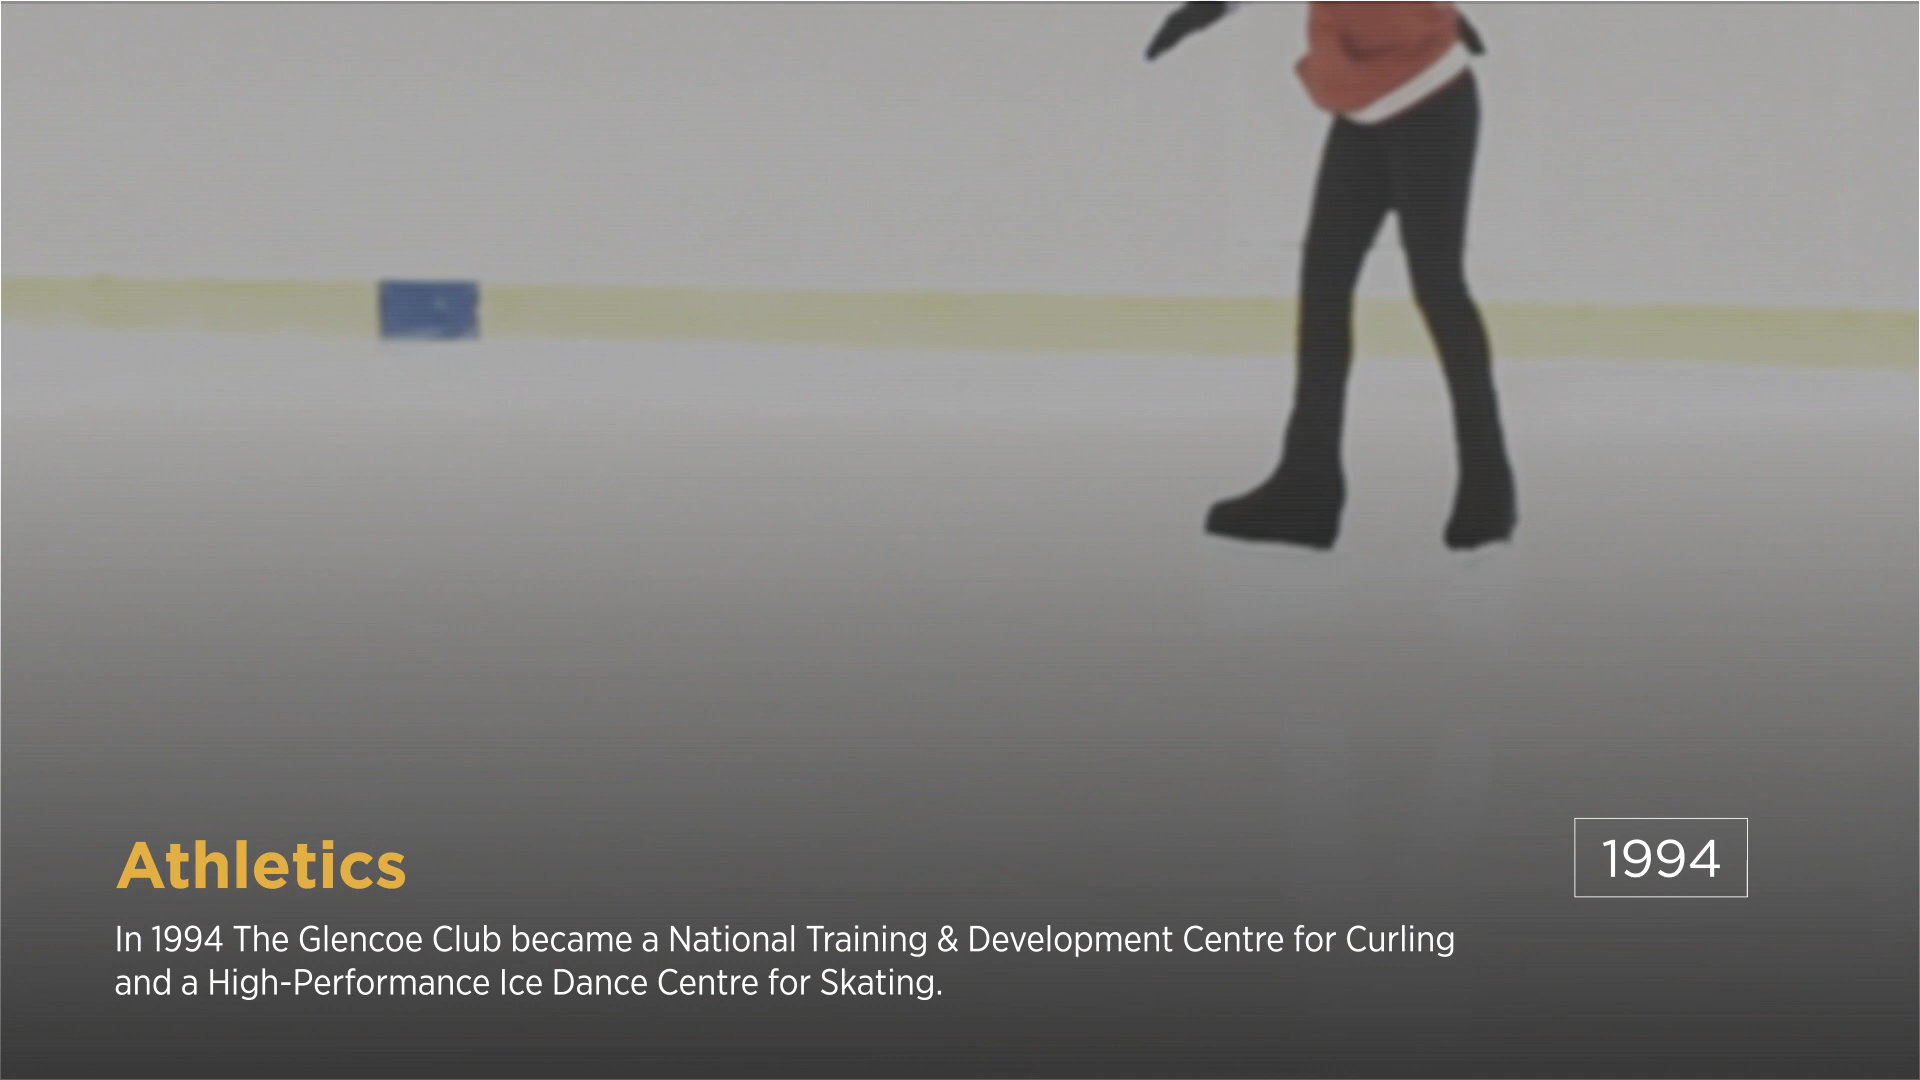 Athletics
1994
In 1994 The Glencoe Club became a National Training & Development Centre for Curling
and a High-Performance Ice Dance Centre for Skating.